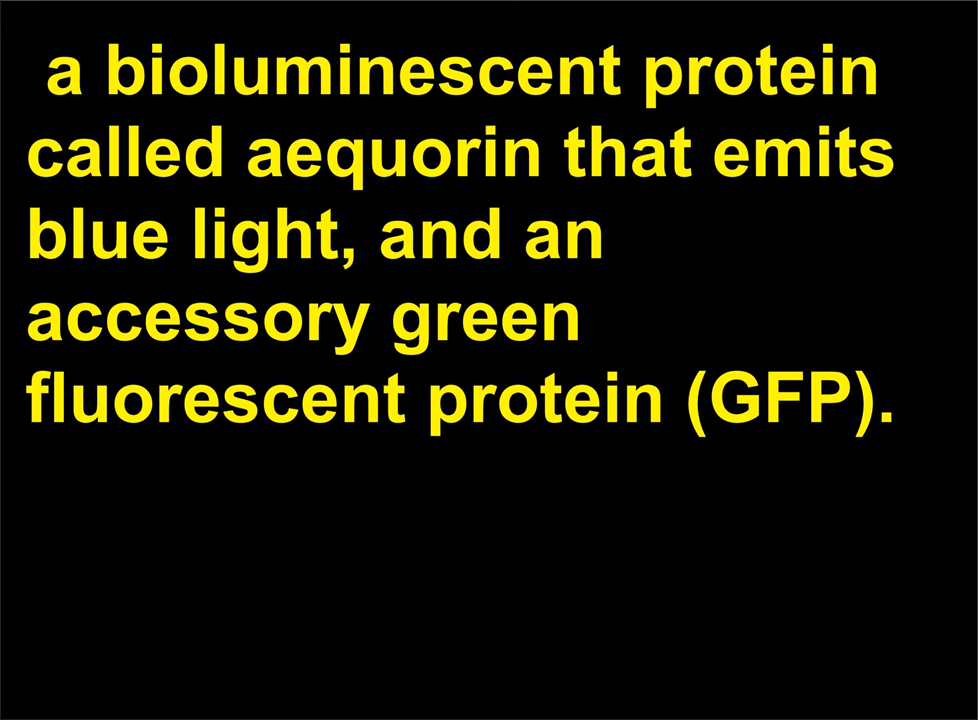 a bioluminescent protein
called aequorin that emits
blue light, and an
accessory green
fluorescent protein (GFP).